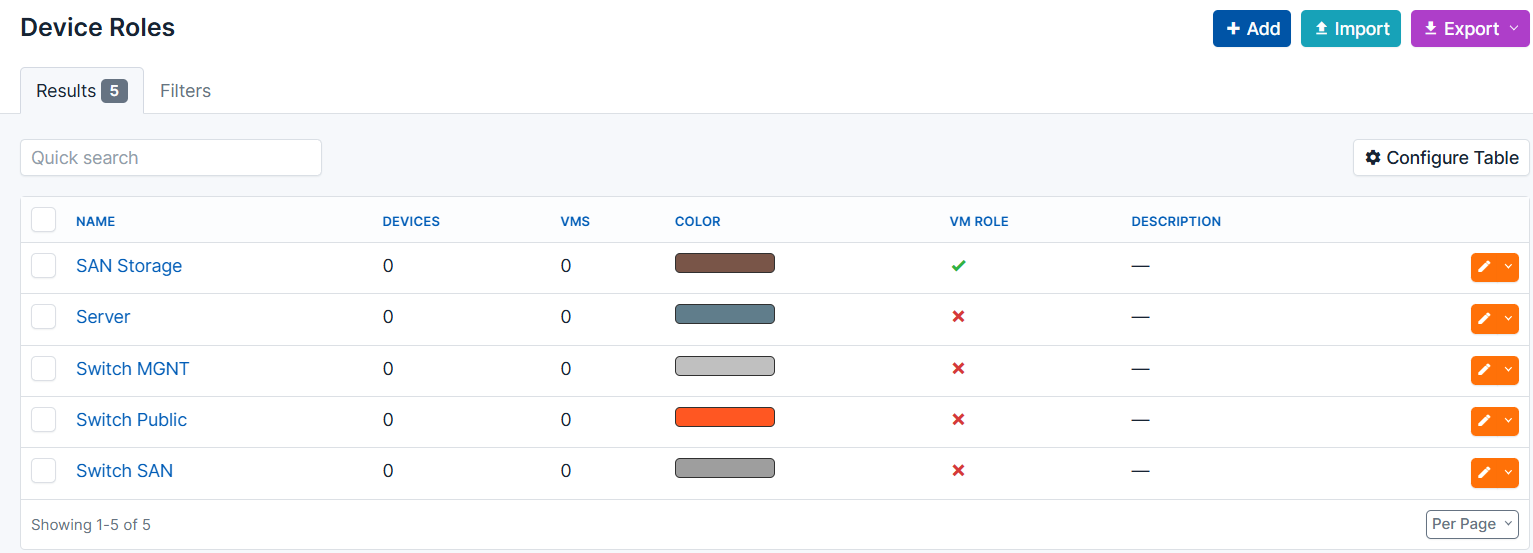 Device Roles
Add Import Export
Results 5 Filters
Quick search
Configure Table
NAME DEVICES VMS COLOR VM ROLE DESCRIPTION
SAN Storage 0 0 —
Server 0 0 —
Switch MGNT 0 0 —
Switch Public 0 0 —
Switch SAN 0 0 —
Showing 1-5 of 5 Per Page